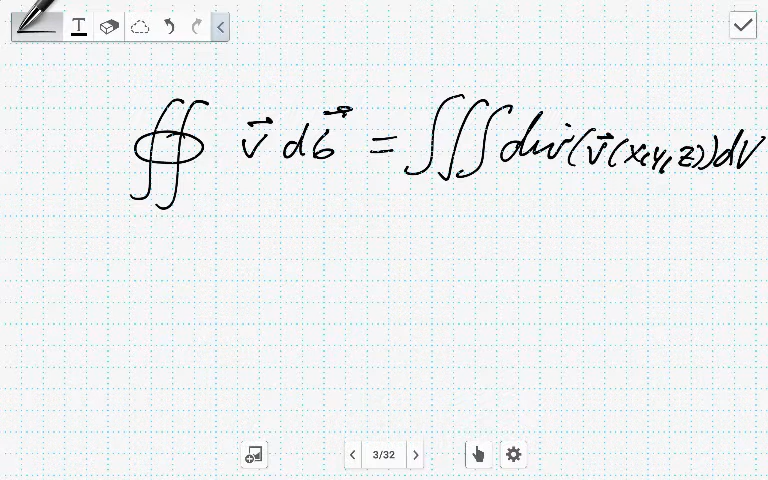 T
∯ v⃗ dσ⃗ = ∭ div(v⃗(x,y,z))dV
3/32